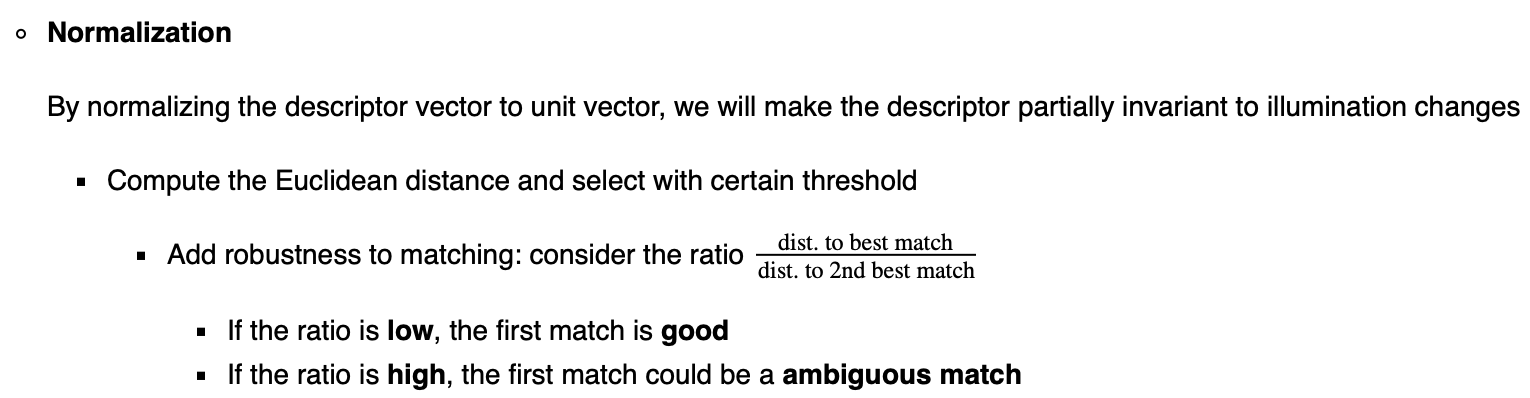 Normalization
By normalizing the descriptor vector to unit vector, we will make the descriptor partially invariant to illumination changes
Compute the Euclidean distance and select with certain threshold
Add robustness to matching: consider the ratio dist. to best match / dist. to 2nd best match
If the ratio is low, the first match is good
If the ratio is high, the first match could be a ambiguous match